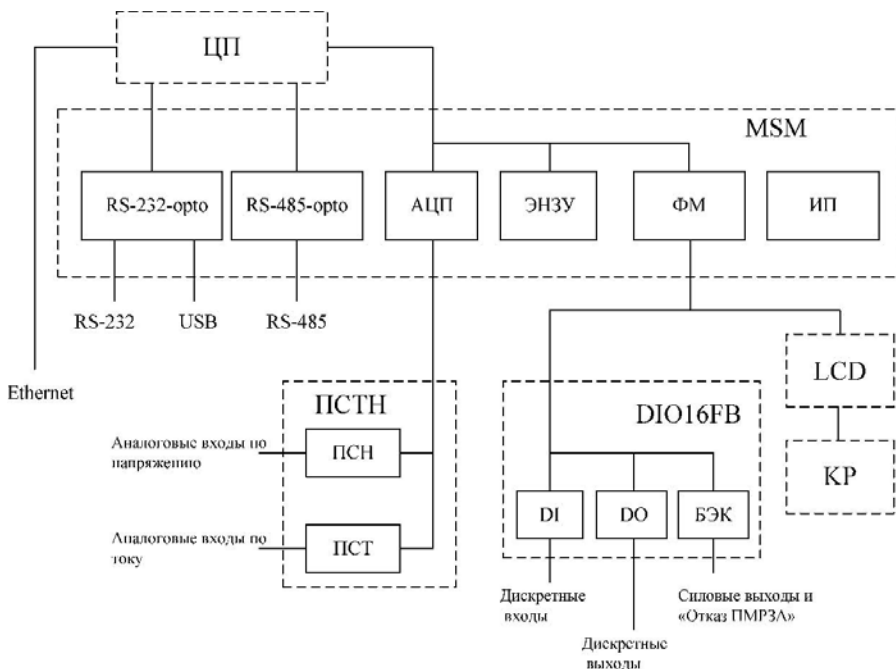 ЦП
MSM
RS-232-opto
RS-485-opto
АЦП
ЭНЗУ
ФМ
ИП
RS-232
USB
RS-485
Ethernet
LCD
ПСТН
DIO16FB
Аналоговые входы по
напряжению
ПСН
KP
DI
DO
БЭК
Аналоговые входы по
току
ПСТ
Дискретные
входы
Силовые выходы и
«Отказ ПМРЗА»
Дискретные
выходы